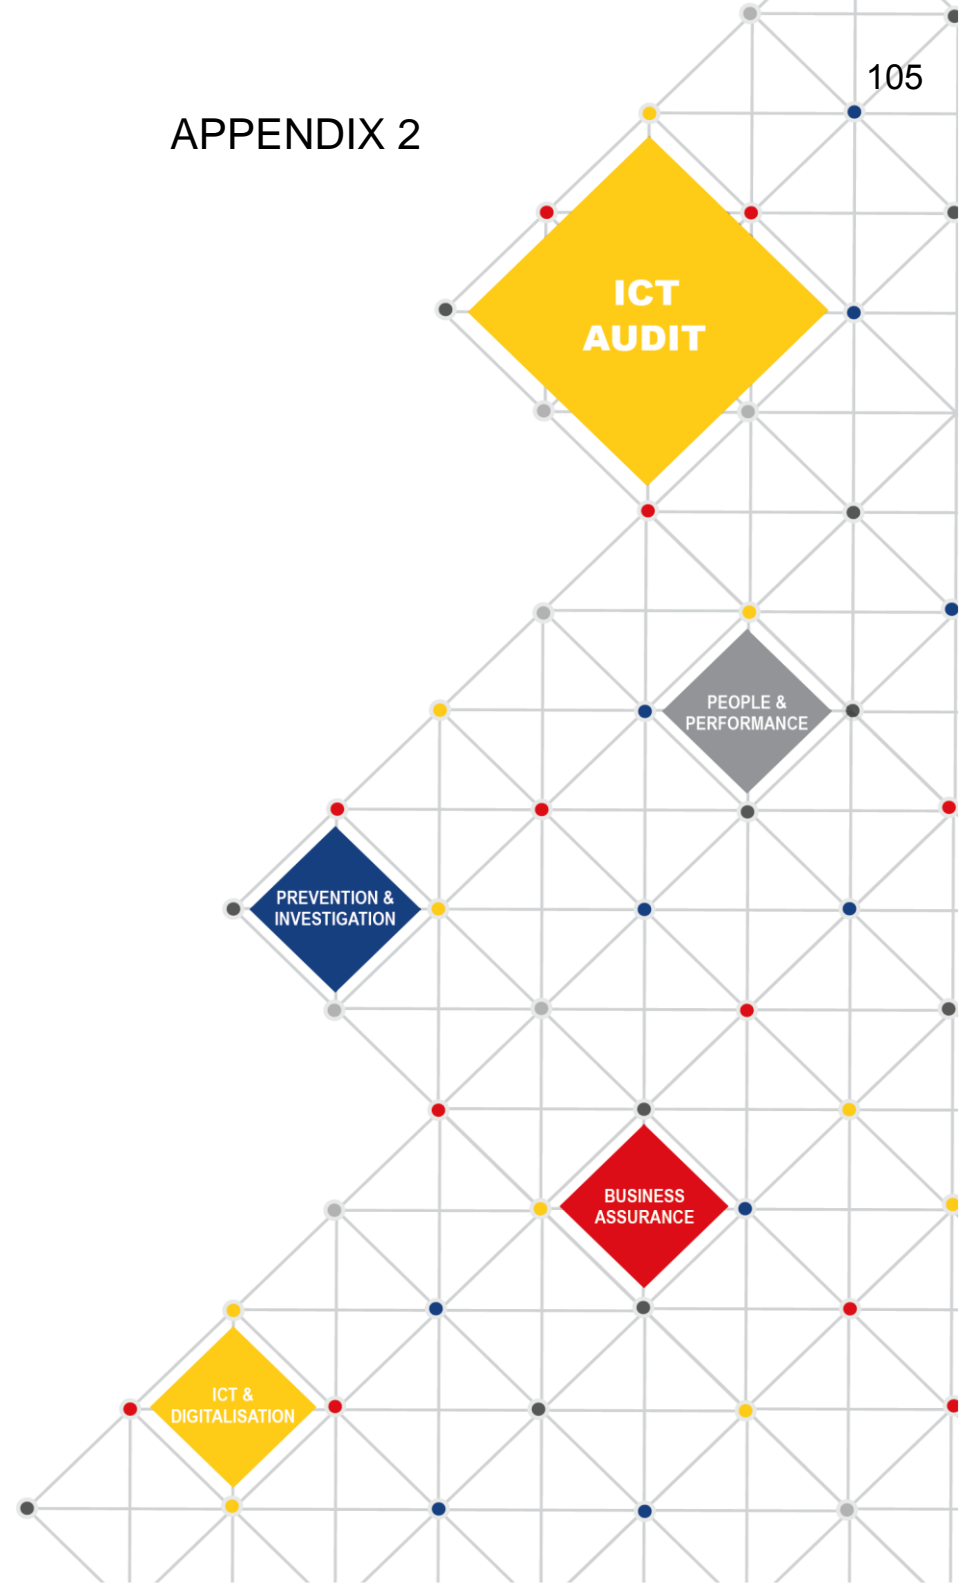 105
APPENDIX 2
ICT
AUDIT
PEOPLE &
PERFORMANCE
PREVENTION &
INVESTIGATION
BUSINESS
ASSURANCE
ICT &
DIGITALISATION